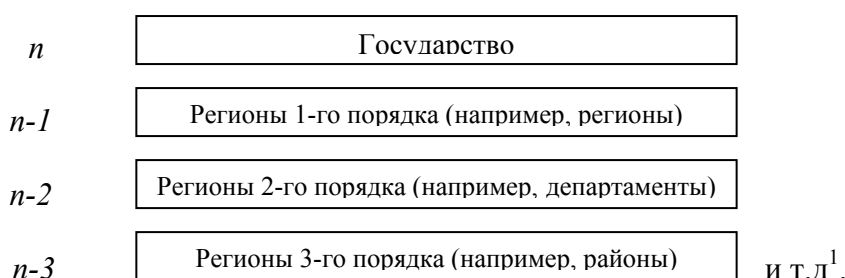 n Государство
n-1 Регионы 1-го порядка (например, регионы)
n-2 Регионы 2-го порядка (например, департаменты)
n-3 Регионы 3-го порядка (например, районы) и т.д¹.